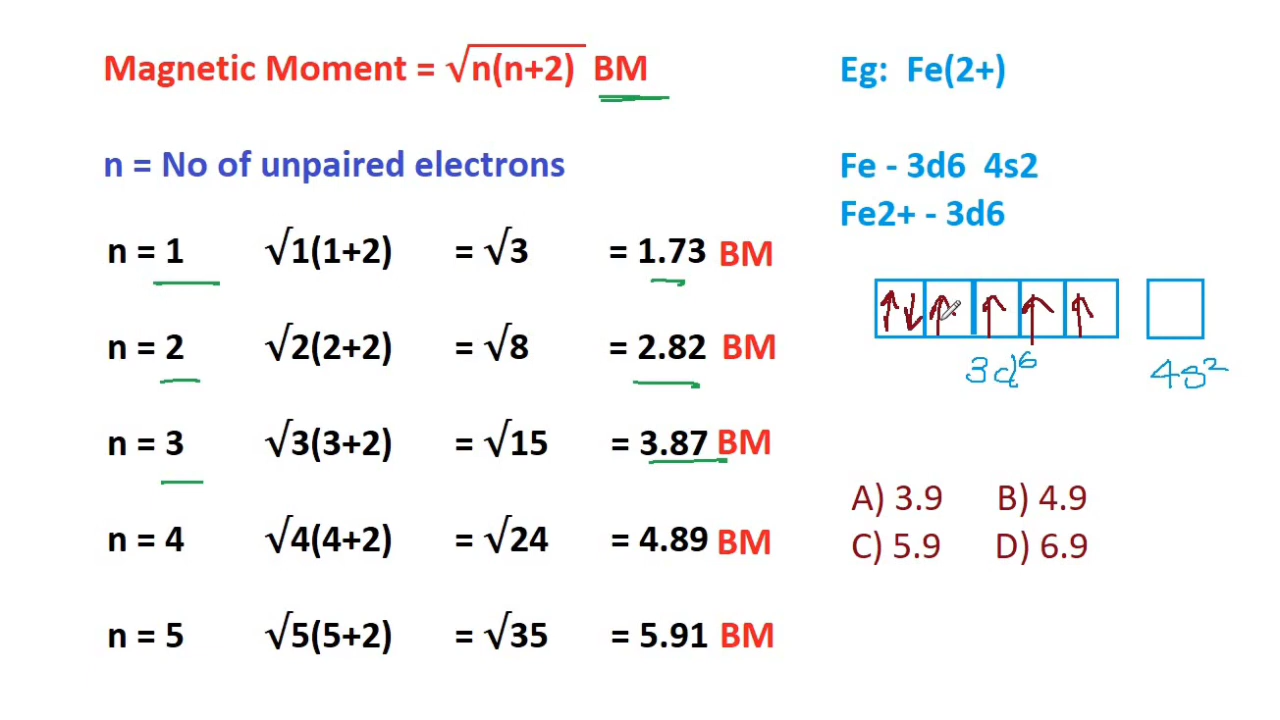 Magnetic Moment = √n(n+2) BM
n = No of unpaired electrons
n = 1 √1(1+2) = √3 = 1.73 BM
n = 2 √2(2+2) = √8 = 2.82 BM
n = 3 √3(3+2) = √15 = 3.87 BM
n = 4 √4(4+2) = √24 = 4.89 BM
n = 5 √5(5+2) = √35 = 5.91 BM
Eg: Fe(2+)
Fe - 3d6 4s2
Fe2+ - 3d6
3d⁶ 4s²
A) 3.9 B) 4.9
C) 5.9 D) 6.9